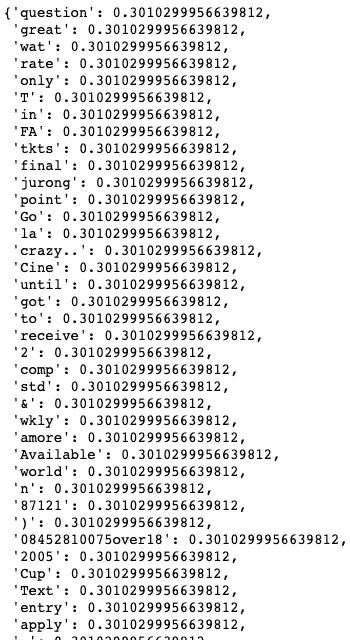 {'question': 0.3010299956639812,
'great': 0.3010299956639812,
'wat': 0.3010299956639812,
'rate': 0.3010299956639812,
'only': 0.3010299956639812,
'T': 0.3010299956639812,
'in': 0.3010299956639812,
'FA': 0.3010299956639812,
'tkts': 0.3010299956639812,
'final': 0.3010299956639812,
'jurong': 0.3010299956639812,
'point': 0.3010299956639812,
'Go': 0.3010299956639812,
'la': 0.3010299956639812,
'crazy..': 0.3010299956639812,
'Cine': 0.3010299956639812,
'until': 0.3010299956639812,
'got': 0.3010299956639812,
'to': 0.3010299956639812,
'receive': 0.3010299956639812,
'2': 0.3010299956639812,
'comp': 0.3010299956639812,
'std': 0.3010299956639812,
'&': 0.3010299956639812,
'wkly': 0.3010299956639812,
'amore': 0.3010299956639812,
'Available': 0.3010299956639812,
'world': 0.3010299956639812,
'n': 0.3010299956639812,
'87121': 0.3010299956639812,
')': 0.3010299956639812,
'08452810075over18': 0.3010299956639812,
'2005': 0.3010299956639812,
'Cup': 0.3010299956639812,
'Text': 0.3010299956639812,
'entry': 0.3010299956639812,
'apply': 0.3010299956639812,